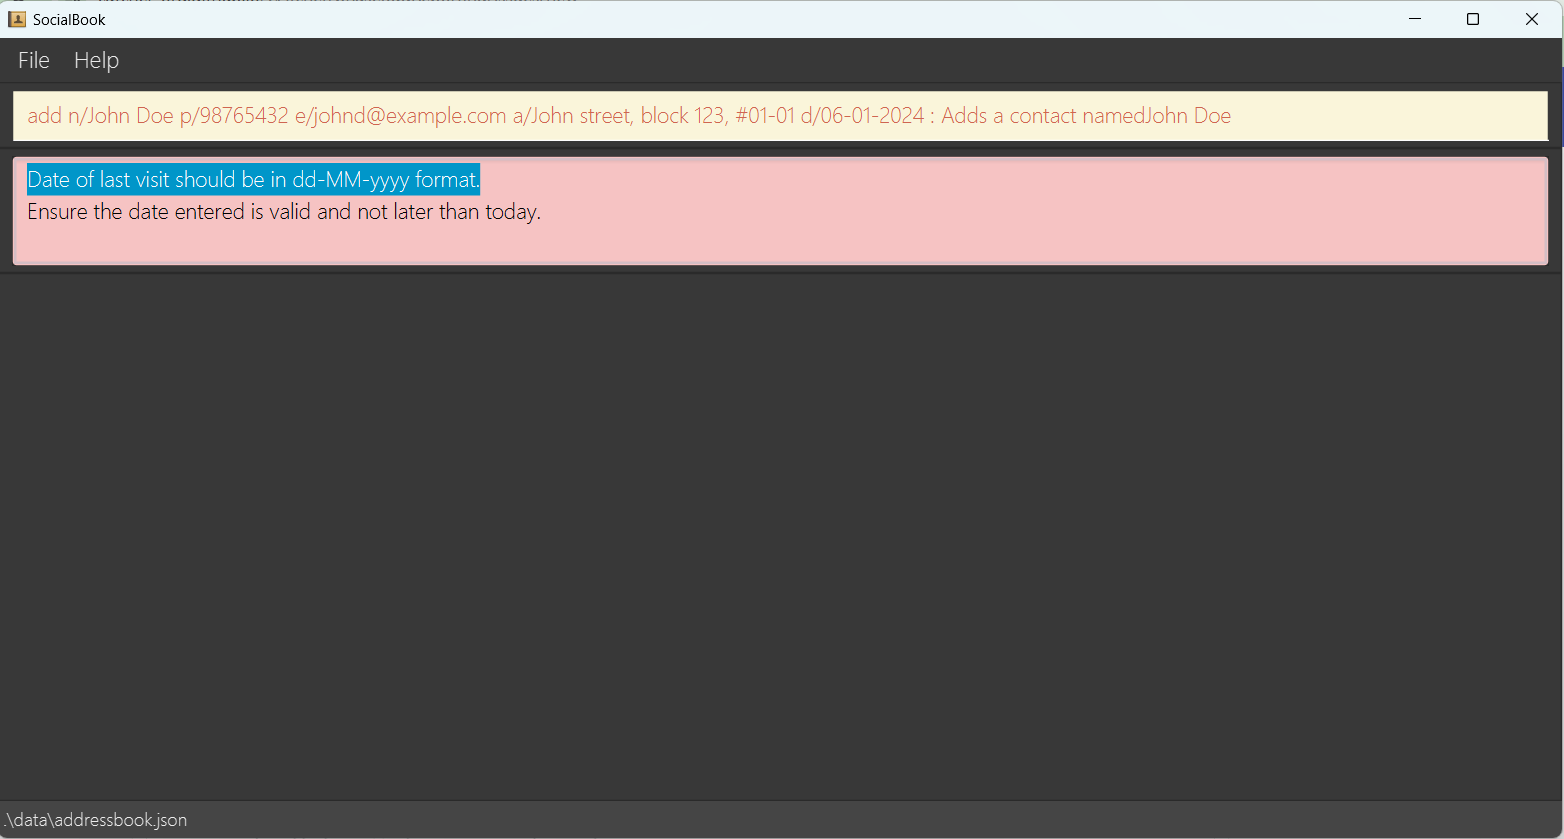 SocialBook
File Help
add n/John Doe p/98765432 e/johnd@example.com a/John street, block 123, #01-01 d/06-01-2024 : Adds a contact namedJohn Doe
Date of last visit should be in dd-MM-yyyy format.
Ensure the date entered is valid and not later than today.
.\data\addressbook.json